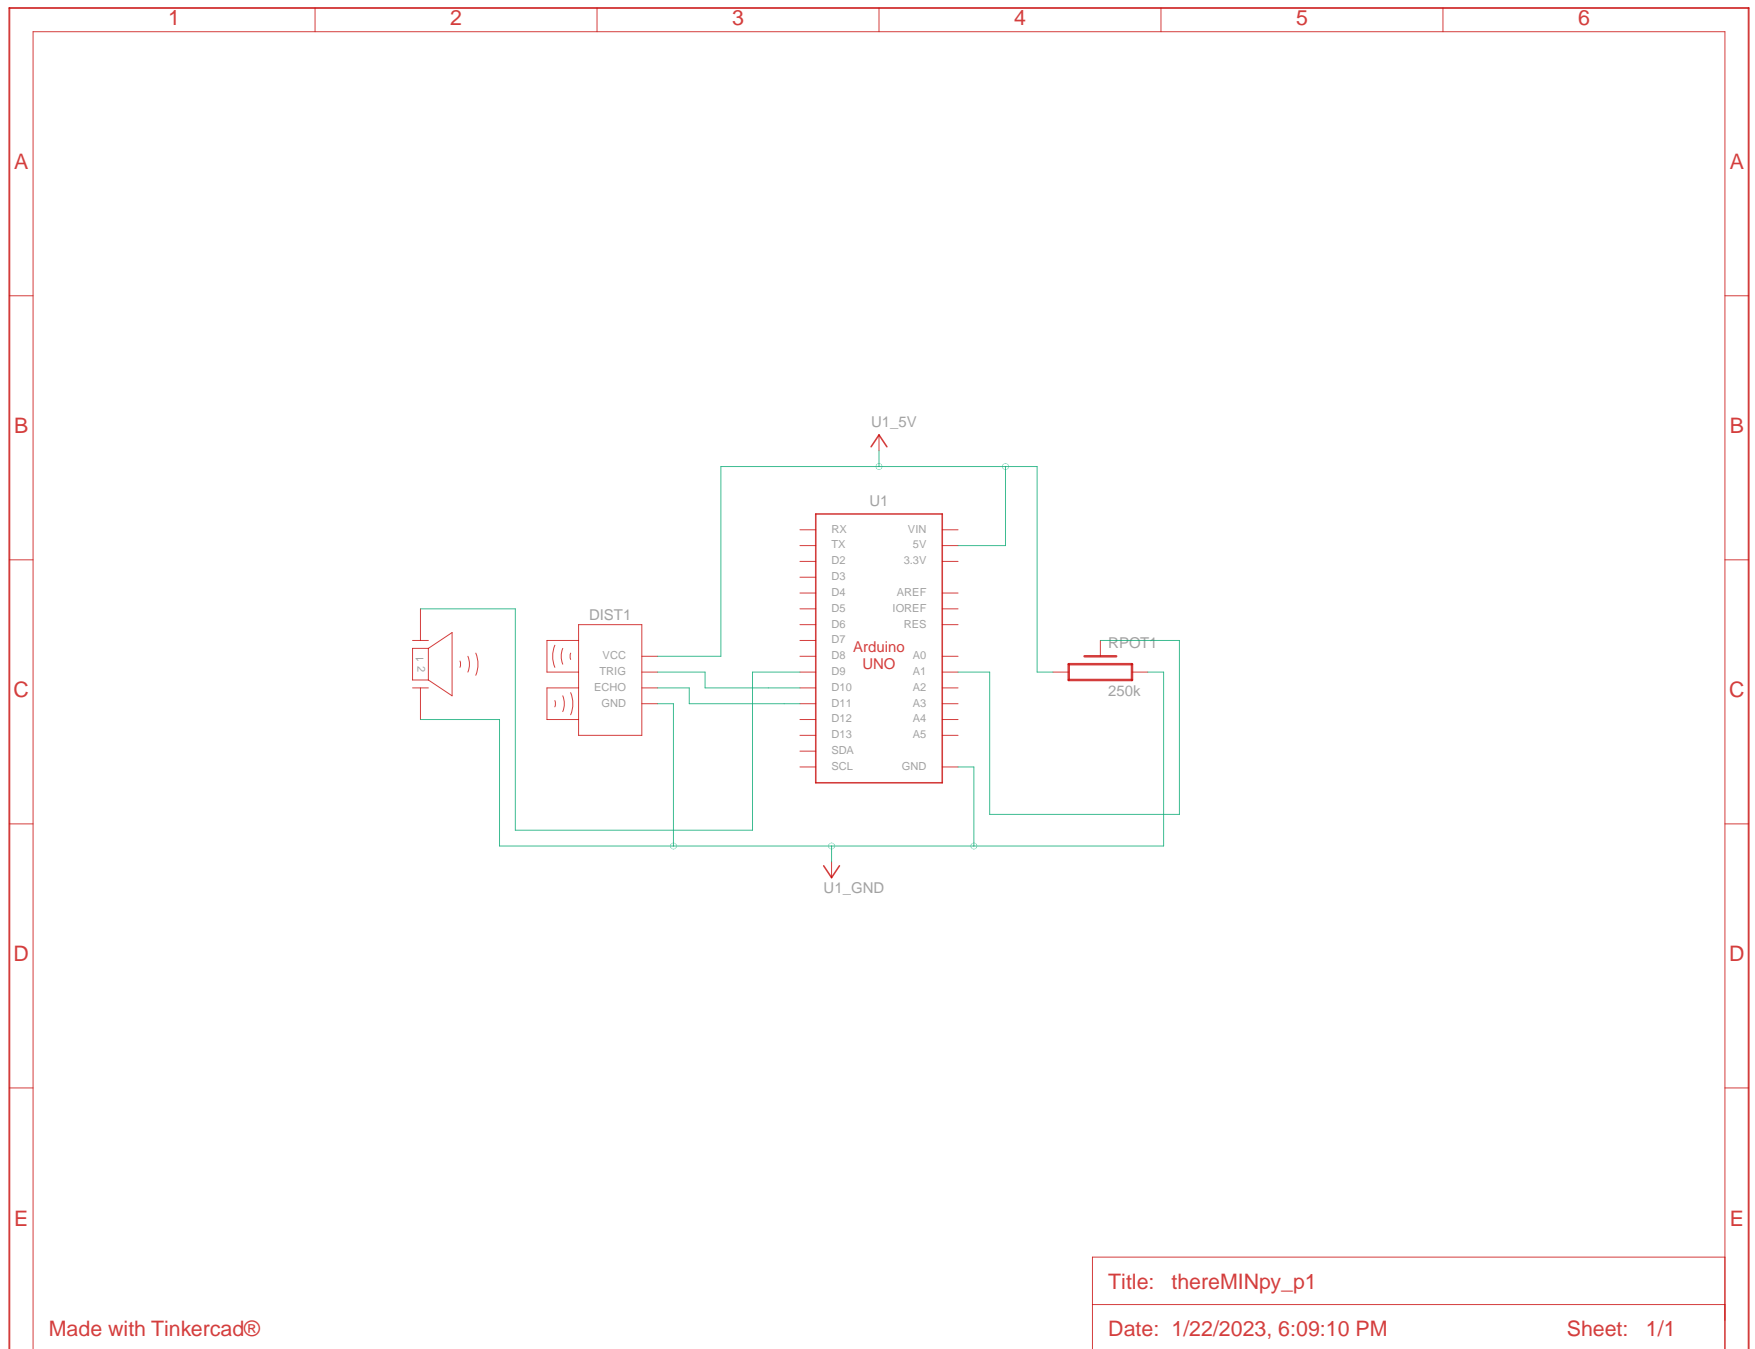 1 2 3 4 5 6
A A
B B
U1_5V
U1
RX VIN
TX 5V
D2 3.3V
D3
D4 AREF
D5 IOREF
D6 RES
D7
D8 A0
D9 A1
D10 A2
D11 A3
D12 A4
D13 A5
SDA
SCL GND
Arduino
UNO
DIST1
VCC
TRIG
ECHO
GND
1 2
RPOT1
250k
C C
U1_GND
D D
E E
Title: thereMINpy_p1
Date: 1/22/2023, 6:09:10 PM Sheet: 1/1
Made with Tinkercad®